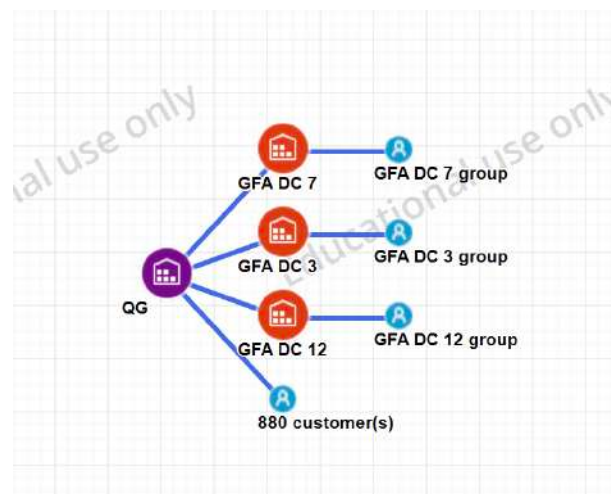 al use only
GFA DC 7
GFA DC 7 group
Educational use only
GFA DC 3
GFA DC 3 group
QG
GFA DC 12
GFA DC 12 group
880 customer(s)